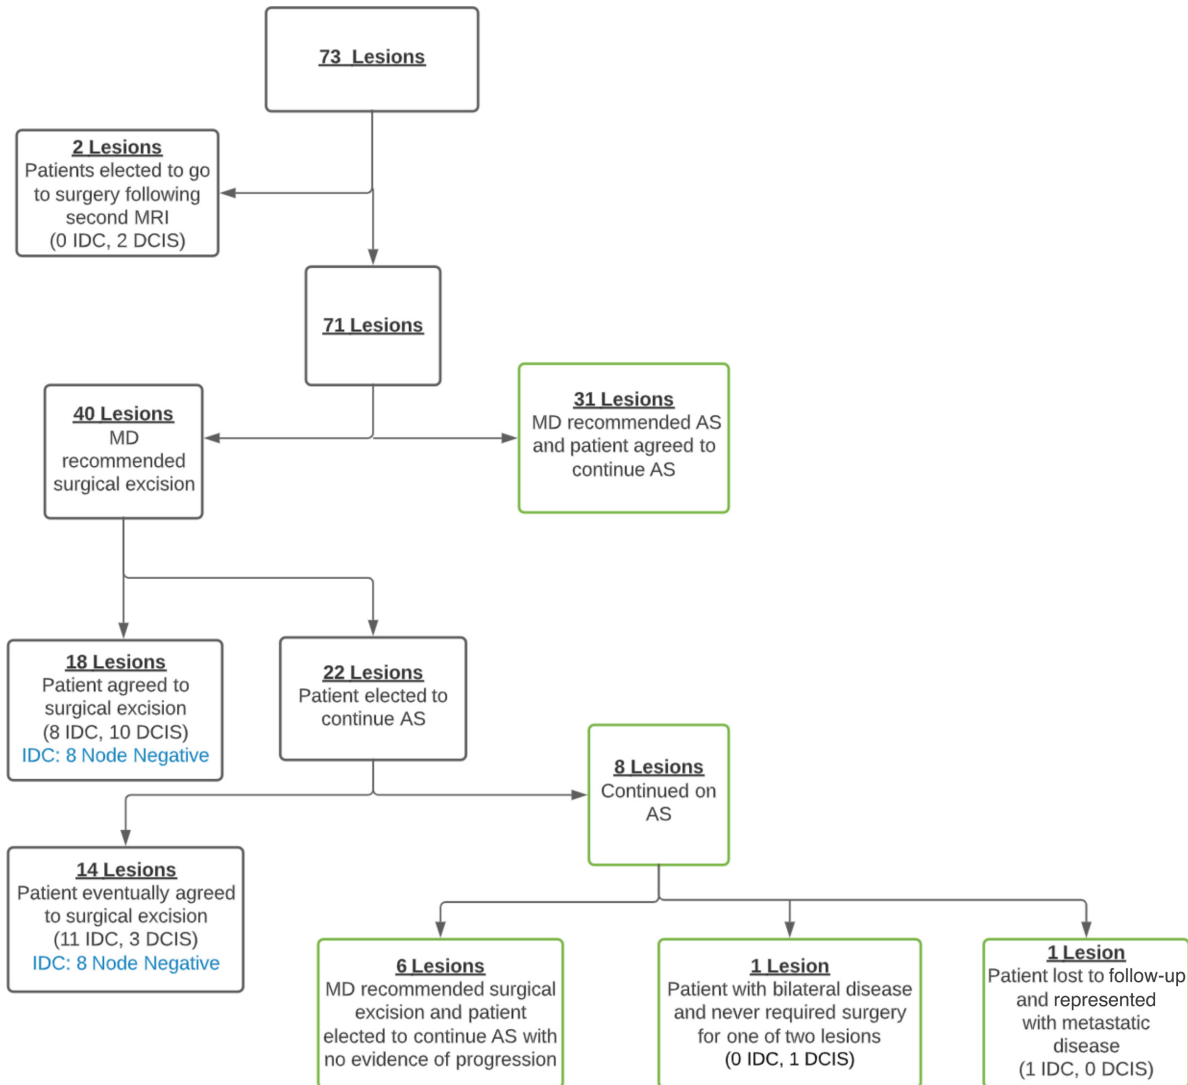 73 Lesions
2 Lesions
Patients elected to go
to surgery following
second MRI
(0 IDC, 2 DCIS)
71 Lesions
40 Lesions
MD
recommended
surgical excision
31 Lesions
MD recommended AS
and patient agreed to
continue AS
18 Lesions
Patient agreed to
surgical excision
(8 IDC, 10 DCIS)
IDC: 8 Node Negative
22 Lesions
Patient elected to
continue AS
8 Lesions
Continued on
AS
14 Lesions
Patient eventually agreed
to surgical excision
(11 IDC, 3 DCIS)
IDC: 8 Node Negative
6 Lesions
MD recommended surgical
excision and patient
elected to continue AS with
no evidence of progression
1 Lesion
Patient with bilateral disease
and never required surgery
for one of two lesions
(0 IDC, 1 DCIS)
1 Lesion
Patient lost to follow-up
and represented
with metastatic
disease
(1 IDC, 0 DCIS)